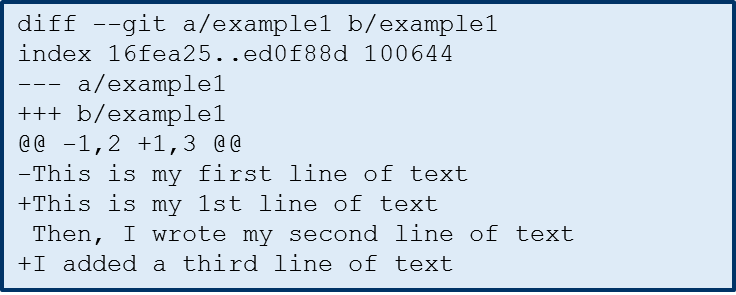 diff --git a/example1 b/example1
index 16fea25..ed0f88d 100644
--- a/example1
+++ b/example1
@@ -1,2 +1,3 @@
-This is my first line of text
+This is my 1st line of text
 Then, I wrote my second line of text
+I added a third line of text